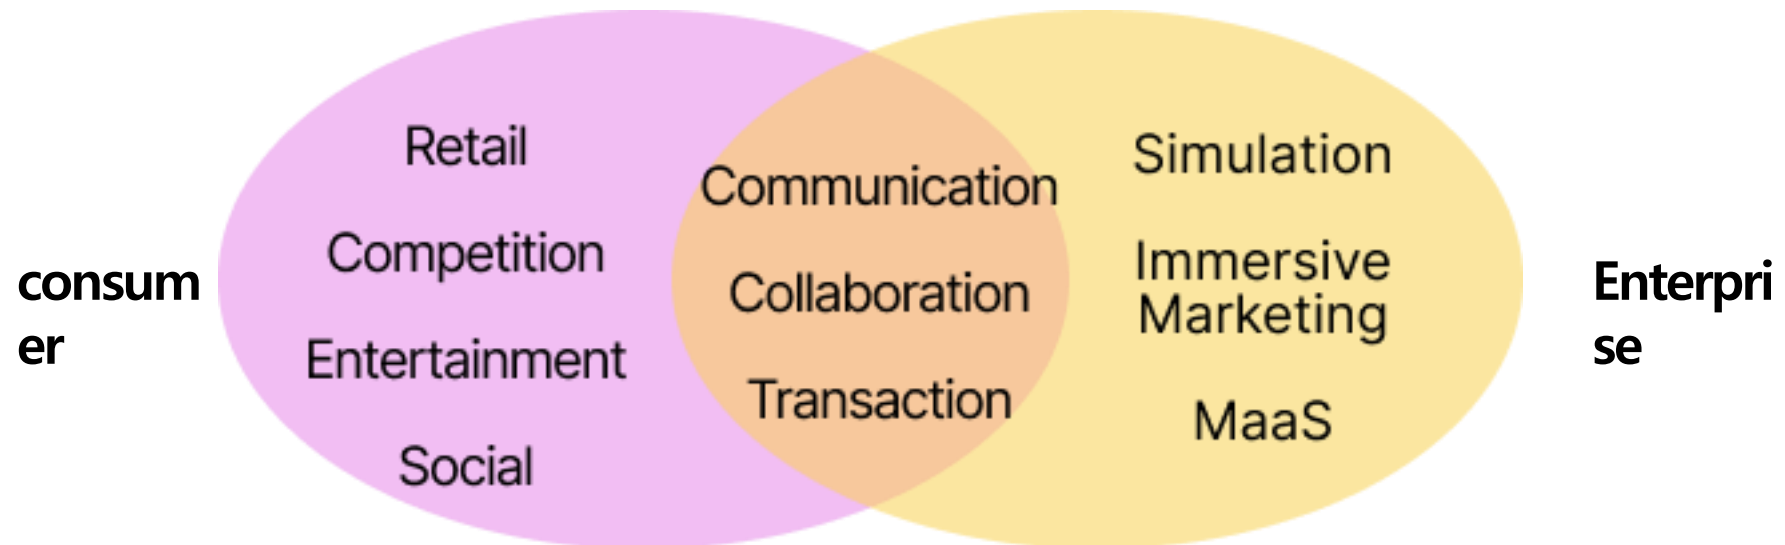 consum
er
Retail
Competition
Entertainment
Social
Communication
Collaboration
Transaction
Simulation
Immersive
Marketing
MaaS
Enterpri
se